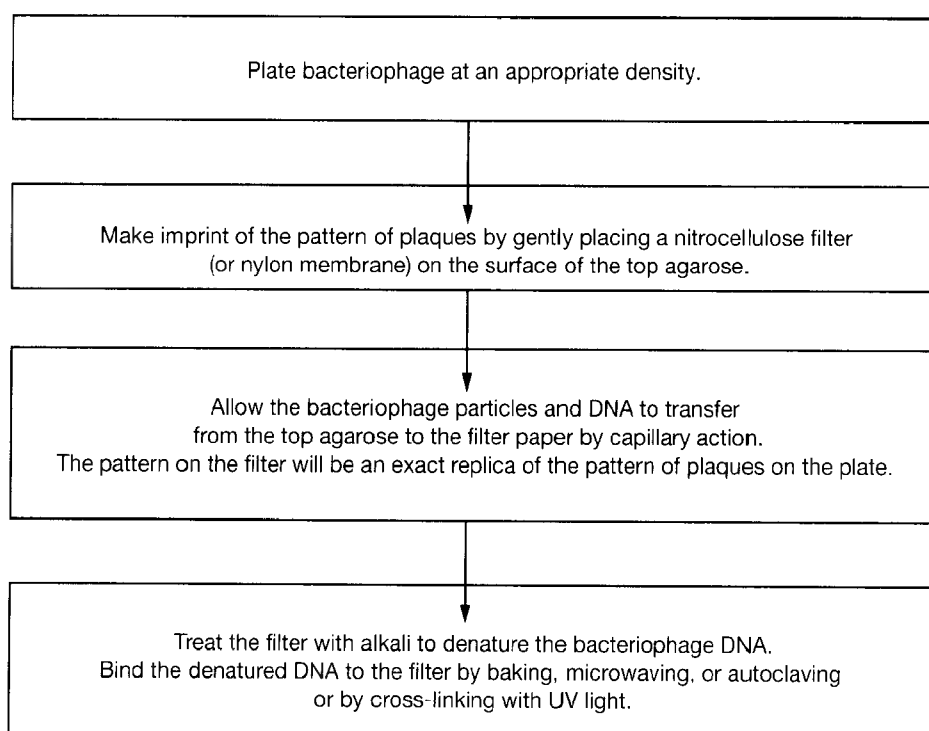 Plate bacteriophage at an appropriate density.
Make imprint of the pattern of plaques by gently placing a nitrocellulose filter
(or nylon membrane) on the surface of the top agarose.
Allow the bacteriophage particles and DNA to transfer
from the top agarose to the filter paper by capillary action.
The pattern on the filter will be an exact replica of the pattern of plaques on the plate.
Treat the filter with alkali to denature the bacteriophage DNA.
Bind the denatured DNA to the filter by baking, microwaving, or autoclaving
or by cross-linking with UV light.